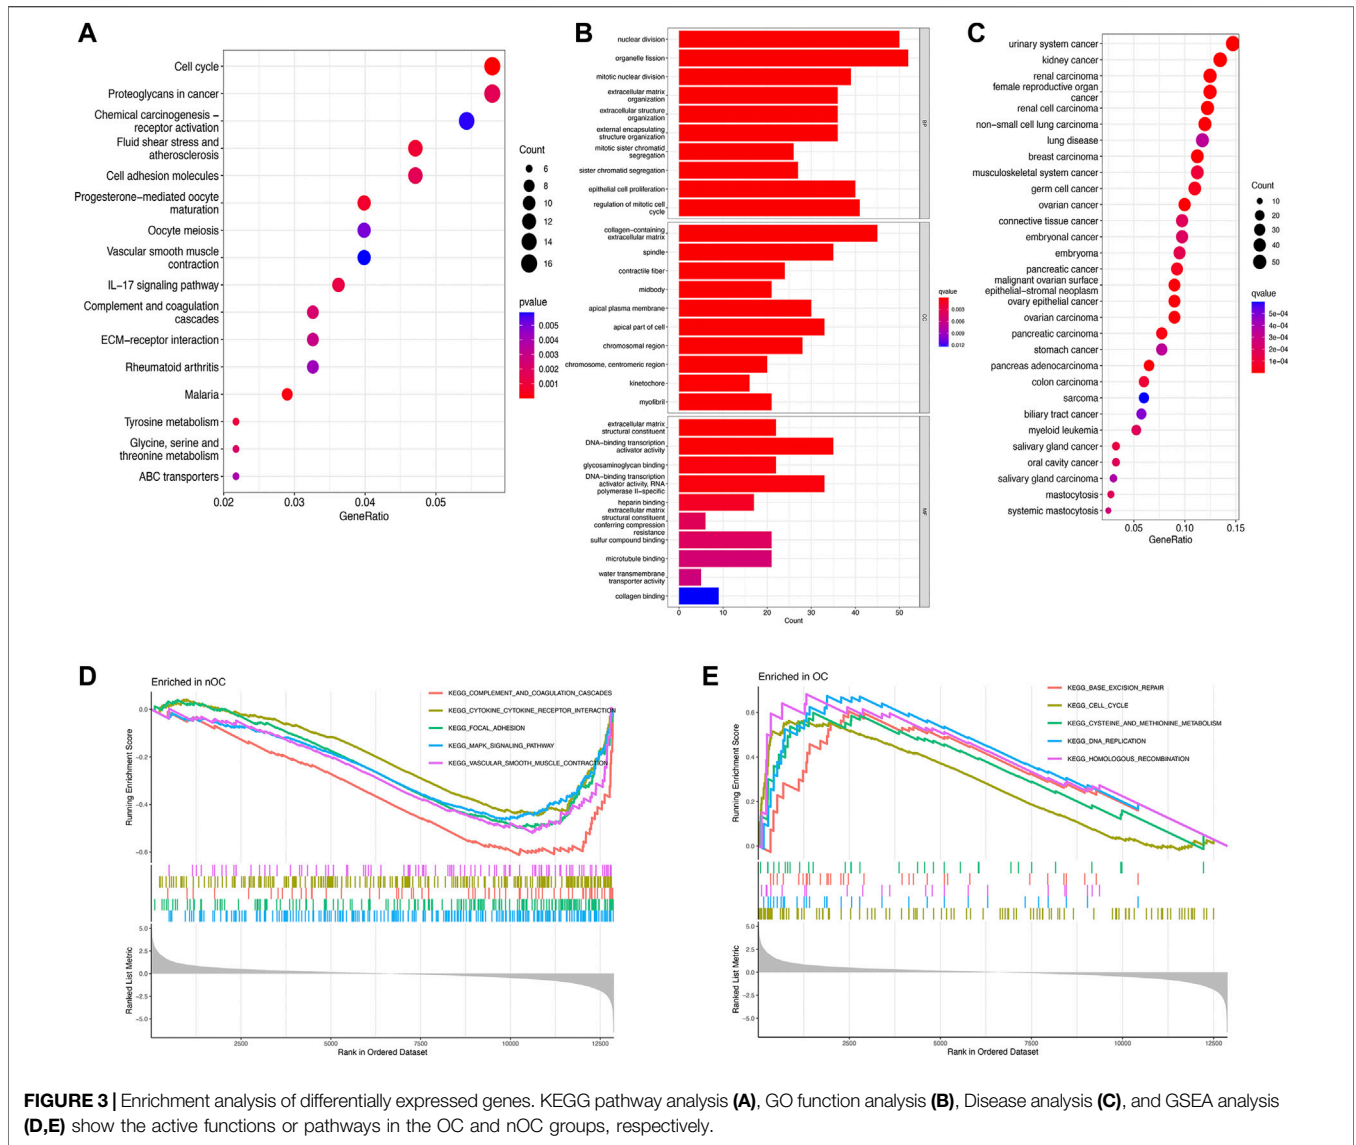 A
Cell cycle
Proteoglycans in cancer
Chemical carcinogenesis −
receptor activation
Fluid shear stress and
atherosclerosis
Cell adhesion molecules
Progesterone−mediated oocyte
maturation
Oocyte meiosis
Vascular smooth muscle
contraction
IL−17 signaling pathway
Complement and coagulation
cascades
ECM−receptor interaction
Rheumatoid arthritis
Malaria
Tyrosine metabolism
Glycine, serine and
threonine metabolism
ABC transporters
0.02 0.03 0.04 0.05
GeneRatio
Count
6
8
10
12
14
16
pvalue
0.005
0.004
0.003
0.002
0.001
B
nuclear division
organelle fission
mitotic nuclear division
extracellular matrix
organization
extracellular structure
organization
external encapsulating
structure organization
mitotic sister chromatid
segregation
sister chromatid segregation
epithelial cell proliferation
regulation of mitotic cell
cycle
BP
collagen−containing
extracellular matrix
spindle
contractile fiber
midbody
apical plasma membrane
apical part of cell
chromosomal region
chromosome, centromeric region
kinetochore
myofibril
CC
extracellular matrix
structural constituent
DNA−binding transcription
activator activity
glycosaminoglycan binding
DNA−binding transcription
activator activity, RNA
polymerase II−specific
heparin binding
extracellular matrix
structural constituent
conferring compression
resistance
sulfur compound binding
microtubule binding
water transmembrane
transporter activity
collagen binding
MF
0 10 20 30 40 50
Count
qvalue
0.003
0.006
0.009
0.012
C
urinary system cancer
kidney cancer
renal carcinoma
female reproductive organ
cancer
renal cell carcinoma
non−small cell lung carcinoma
lung disease
breast carcinoma
musculoskeletal system cancer
germ cell cancer
ovarian cancer
connective tissue cancer
embryonal cancer
embryoma
pancreatic cancer
malignant ovarian surface
epithelial−stromal neoplasm
ovary epithelial cancer
ovarian carcinoma
pancreatic carcinoma
stomach cancer
pancreas adenocarcinoma
colon carcinoma
sarcoma
biliary tract cancer
myeloid leukemia
salivary gland cancer
oral cavity cancer
salivary gland carcinoma
mastocytosis
systemic mastocytosis
0.05 0.10 0.15
GeneRatio
Count
10
20
30
40
50
qvalue
5e−04
4e−04
3e−04
2e−04
1e−04
D
Enriched in nOC
KEGG_COMPLEMENT_AND_COAGULATION_CASCADES
KEGG_CYTOKINE_CYTOKINE_RECEPTOR_INTERACTION
KEGG_FOCAL_ADHESION
KEGG_MAPK_SIGNALING_PATHWAY
KEGG_VASCULAR_SMOOTH_MUSCLE_CONTRACTION
Running Enrichment Score
0.0
−0.2
−0.4
−0.6
Ranked List Metric
5.0
2.5
0.0
−2.5
−5.0
2500 5000 7500 10000 12500
Rank in Ordered Dataset
E
Enriched in OC
KEGG_BASE_EXCISION_REPAIR
KEGG_CELL_CYCLE
KEGG_CYSTEINE_AND_METHIONINE_METABOLISM
KEGG_DNA_REPLICATION
KEGG_HOMOLOGOUS_RECOMBINATION
Running Enrichment Score
0.6
0.4
0.2
0.0
Ranked List Metric
5.0
2.5
0.0
−2.5
−5.0
2500 5000 7500 10000 12500
Rank in Ordered Dataset
FIGURE 3 | Enrichment analysis of differentially expressed genes. KEGG pathway analysis (A), GO function analysis (B), Disease analysis (C), and GSEA analysis
(D,E) show the active functions or pathways in the OC and nOC groups, respectively.